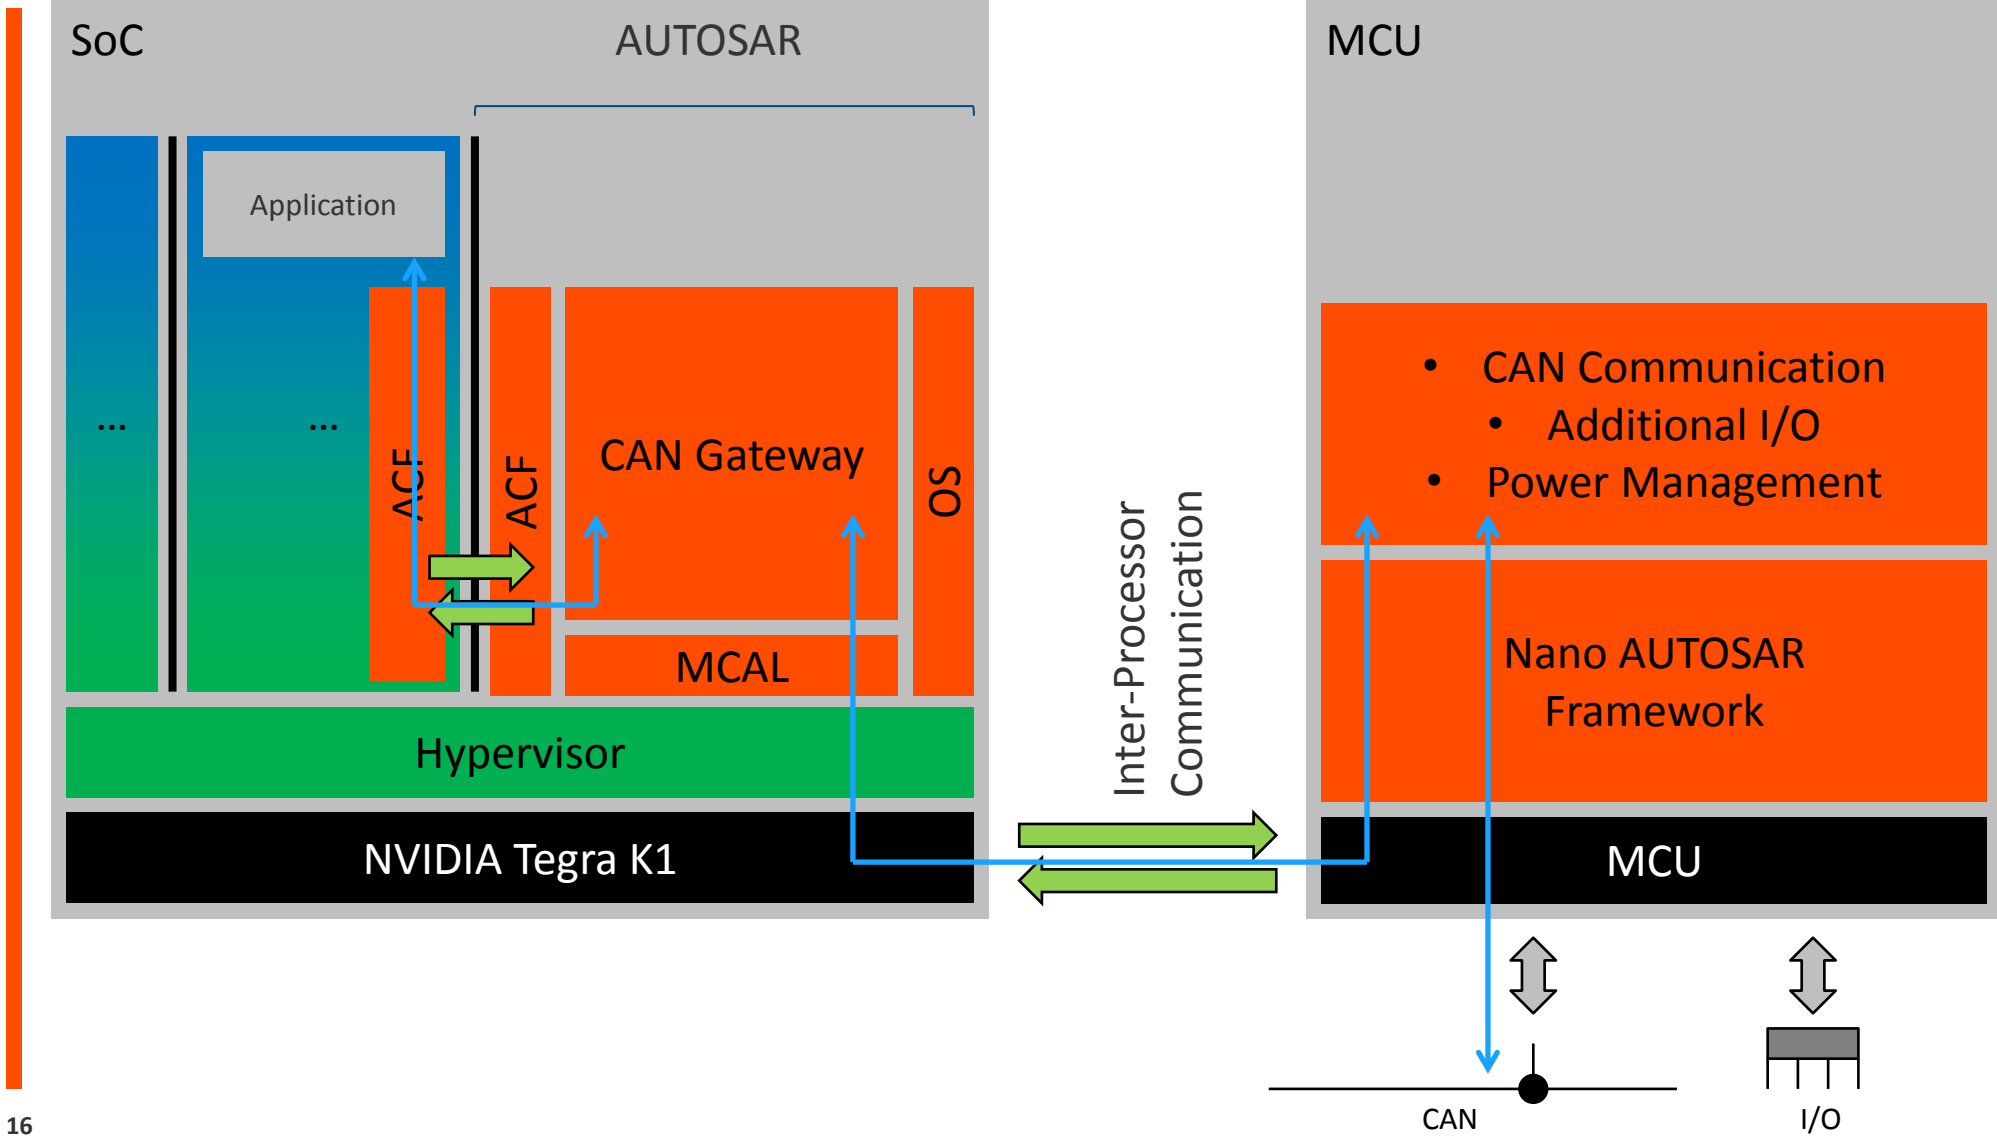 SoC
AUTOSAR
MCU
Application
...
...
ACF
ACF
CAN Gateway
OS
MCAL
Hypervisor
NVIDIA Tegra K1
Inter-Processor
Communication
• CAN Communication
• Additional I/O
• Power Management
Nano AUTOSAR
Framework
MCU
CAN
I/O
16